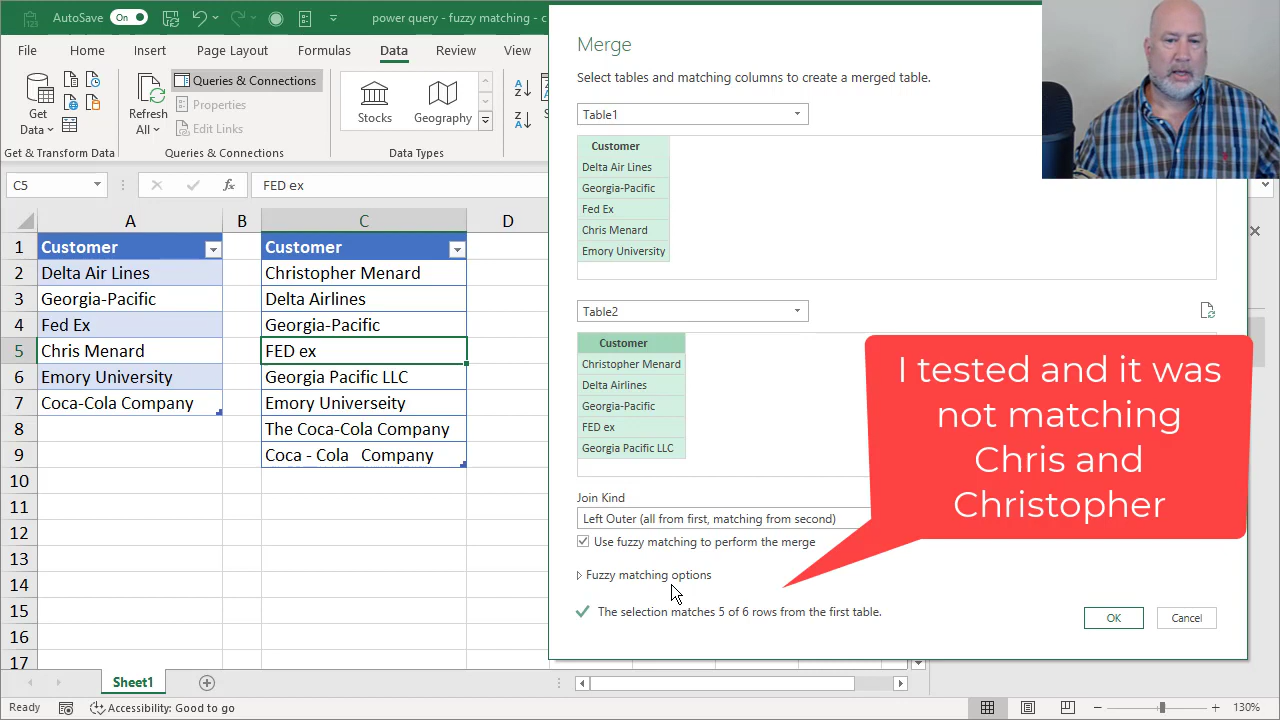 AutoSave On power query - fuzzy matching - c
File Home Insert Page Layout Formulas Data Review View
Get Data
Refresh All
Queries & Connections
Properties
Edit Links
Stocks
Geography
Get & Transform Data
Queries & Connections
Data Types
C5
FED ex
A B C D
1 Customer Customer
2 Delta Air Lines Christopher Menard
3 Georgia-Pacific Delta Airlines
4 Fed Ex Georgia-Pacific
5 Chris Menard FED ex
6 Emory University Georgia Pacific LLC
7 Coca-Cola Company Emory Universeity
8 The Coca-Cola Company
9 Coca - Cola Company
10
11
12
13
14
15
16
17
Sheet1
Ready
Accessibility: Good to go
130%
Merge
Select tables and matching columns to create a merged table.
Table1
Customer
Delta Air Lines
Georgia-Pacific
Fed Ex
Chris Menard
Emory University
Table2
Customer
Christopher Menard
Delta Airlines
Georgia-Pacific
FED ex
Georgia Pacific LLC
Join Kind
Left Outer (all from first, matching from second)
Use fuzzy matching to perform the merge
Fuzzy matching options
The selection matches 5 of 6 rows from the first table.
OK
Cancel
I tested and it was
not matching
Chris and
Christopher